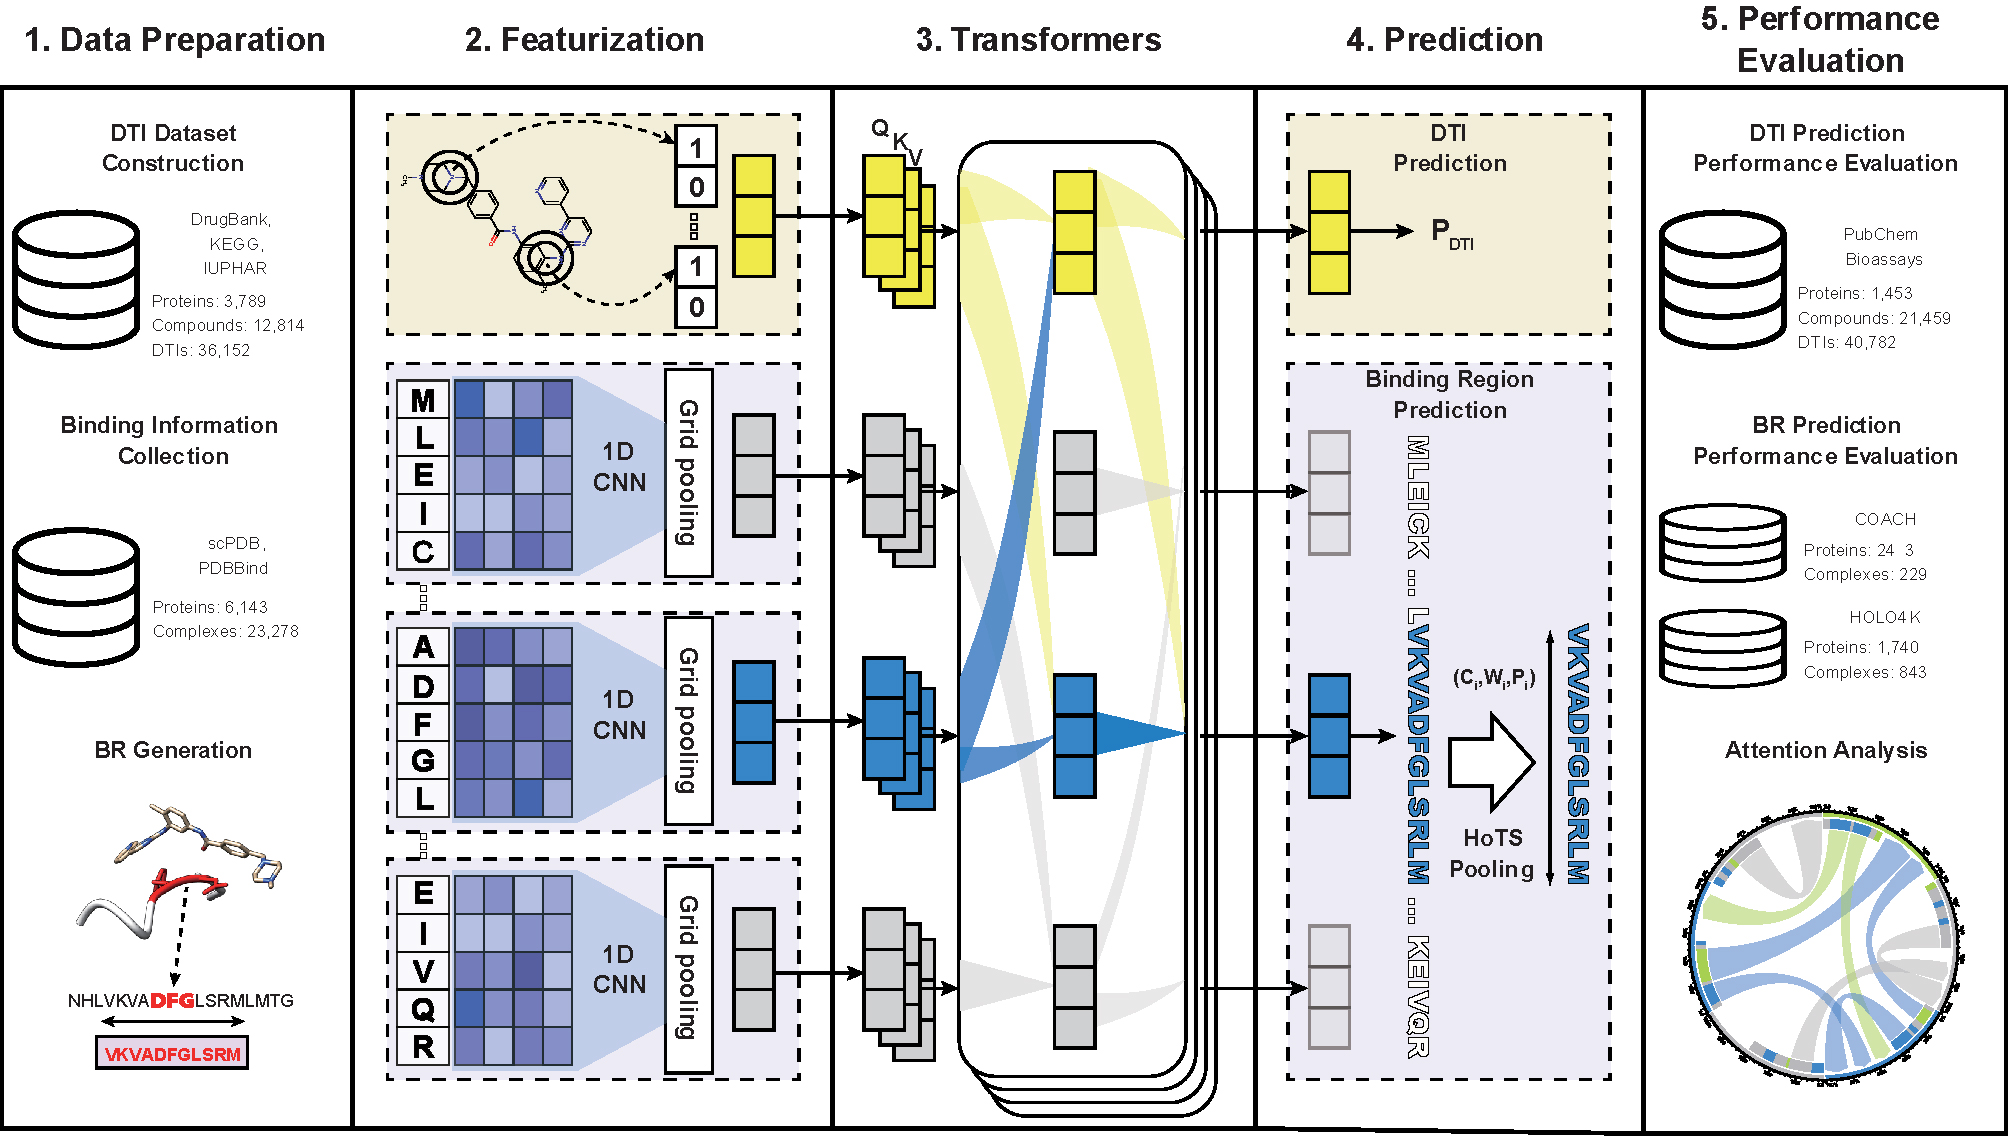 1. Data Preparation
2. Featurization
3. Transformers
4. Prediction
5. Performance
Evaluation
DTI Dataset
Construction
DrugBank,
KEGG,
IUPHAR
Proteins: 3,789
Compounds: 12,814
DTIs: 36,152
Binding Information
Collection
scPDB,
PDBBind
Proteins: 6,143
Complexes: 23,278
BR Generation
NHLVKVADFGLSRMLMTG
VKVADFGLSRM
1
0
1
0
M
L
E
I
C
1D
CNN
Grid pooling
A
D
F
G
L
1D
CNN
Grid pooling
E
I
V
Q
R
1D
CNN
Grid pooling
Q
K
V
DTI
Prediction
PDTI
Binding Region
Prediction
MLEICK ... LVKVADFGLSRLM ... KEIVQR
(Ci,Wi,Pi)
HoTS
Pooling
VKVADFGLSRLM
DTI Prediction
Performance Evaluation
PubChem
Bioassays
Proteins: 1,453
Compounds: 21,459
DTIs: 40,782
BR Prediction
Performance Evaluation
COACH
Proteins: 24 3
Complexes: 229
HOLO4K
Proteins: 1,740
Complexes: 843
Attention Analysis